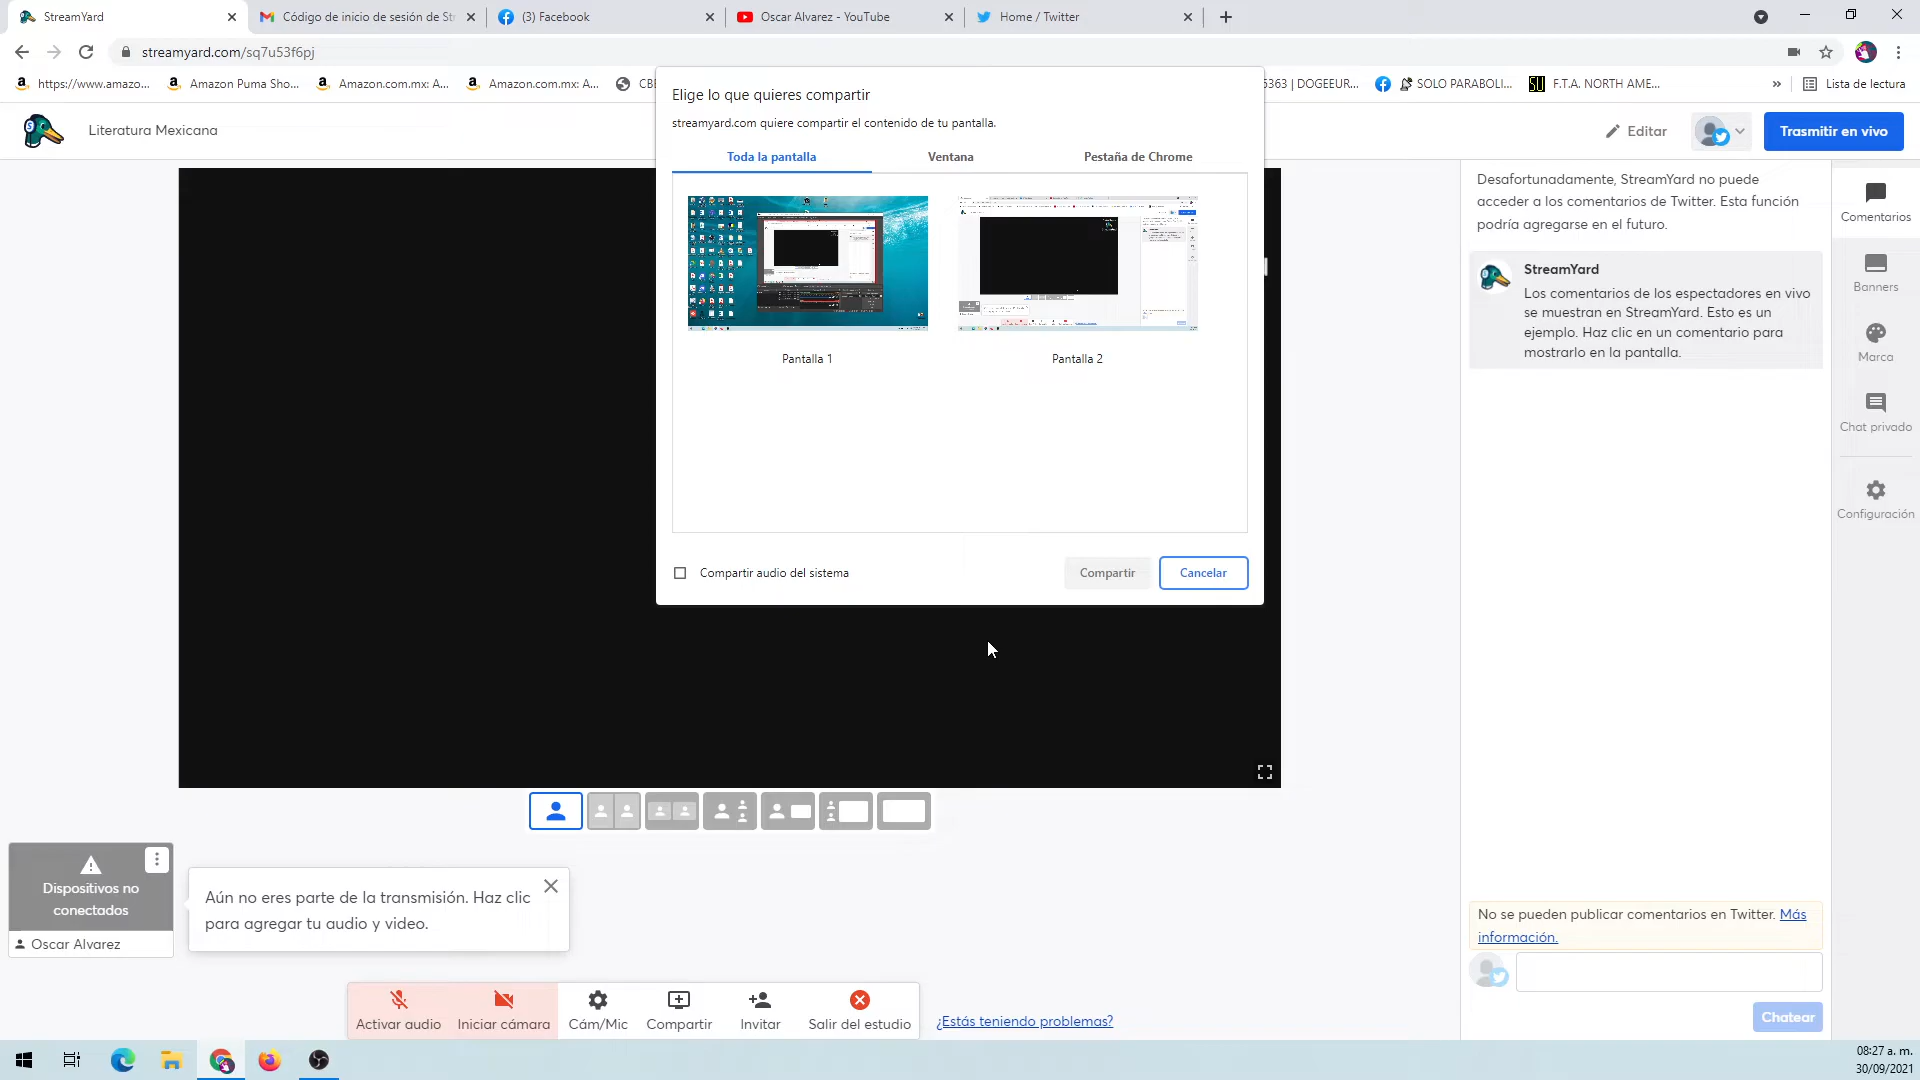 StreamYard
Código de inicio de sesión de Str
(3) Facebook
Oscar Alvarez - YouTube
Home / Twitter
streamyard.com/sq7u53f6pj
https://www.amazo...
Amazon Puma Sho...
Amazon.com.mx: A...
Amazon.com.mx: A...
CBE
5363 | DOGEEUR...
SOLO PARABOLI...
F.T.A. NORTH AME...
»
Lista de lectura
Literatura Mexicana
Editar
Trasmitir en vivo
Elige lo que quieres compartir
streamyard.com quiere compartir el contenido de tu pantalla.
Toda la pantalla
Ventana
Pestaña de Chrome
Pantalla 1
Pantalla 2
Compartir audio del sistema
Compartir
Cancelar
Desafortunadamente, StreamYard no puede
acceder a los comentarios de Twitter. Esta función
podría agregarse en el futuro.
StreamYard
Los comentarios de los espectadores en vivo
se muestran en StreamYard. Esto es un
ejemplo. Haz clic en un comentario para
mostrarlo en la pantalla.
Comentarios
Banners
Marca
Chat privado
Configuración
Dispositivos no
conectados
Oscar Alvarez
Aún no eres parte de la transmisión. Haz clic
para agregar tu audio y video.
No se pueden publicar comentarios en Twitter. Más
información.
Chatear
Activar audio
Iniciar cámara
Cám/Mic
Compartir
Invitar
Salir del estudio
¿Estás teniendo problemas?
08:27 a. m.
30/09/2021